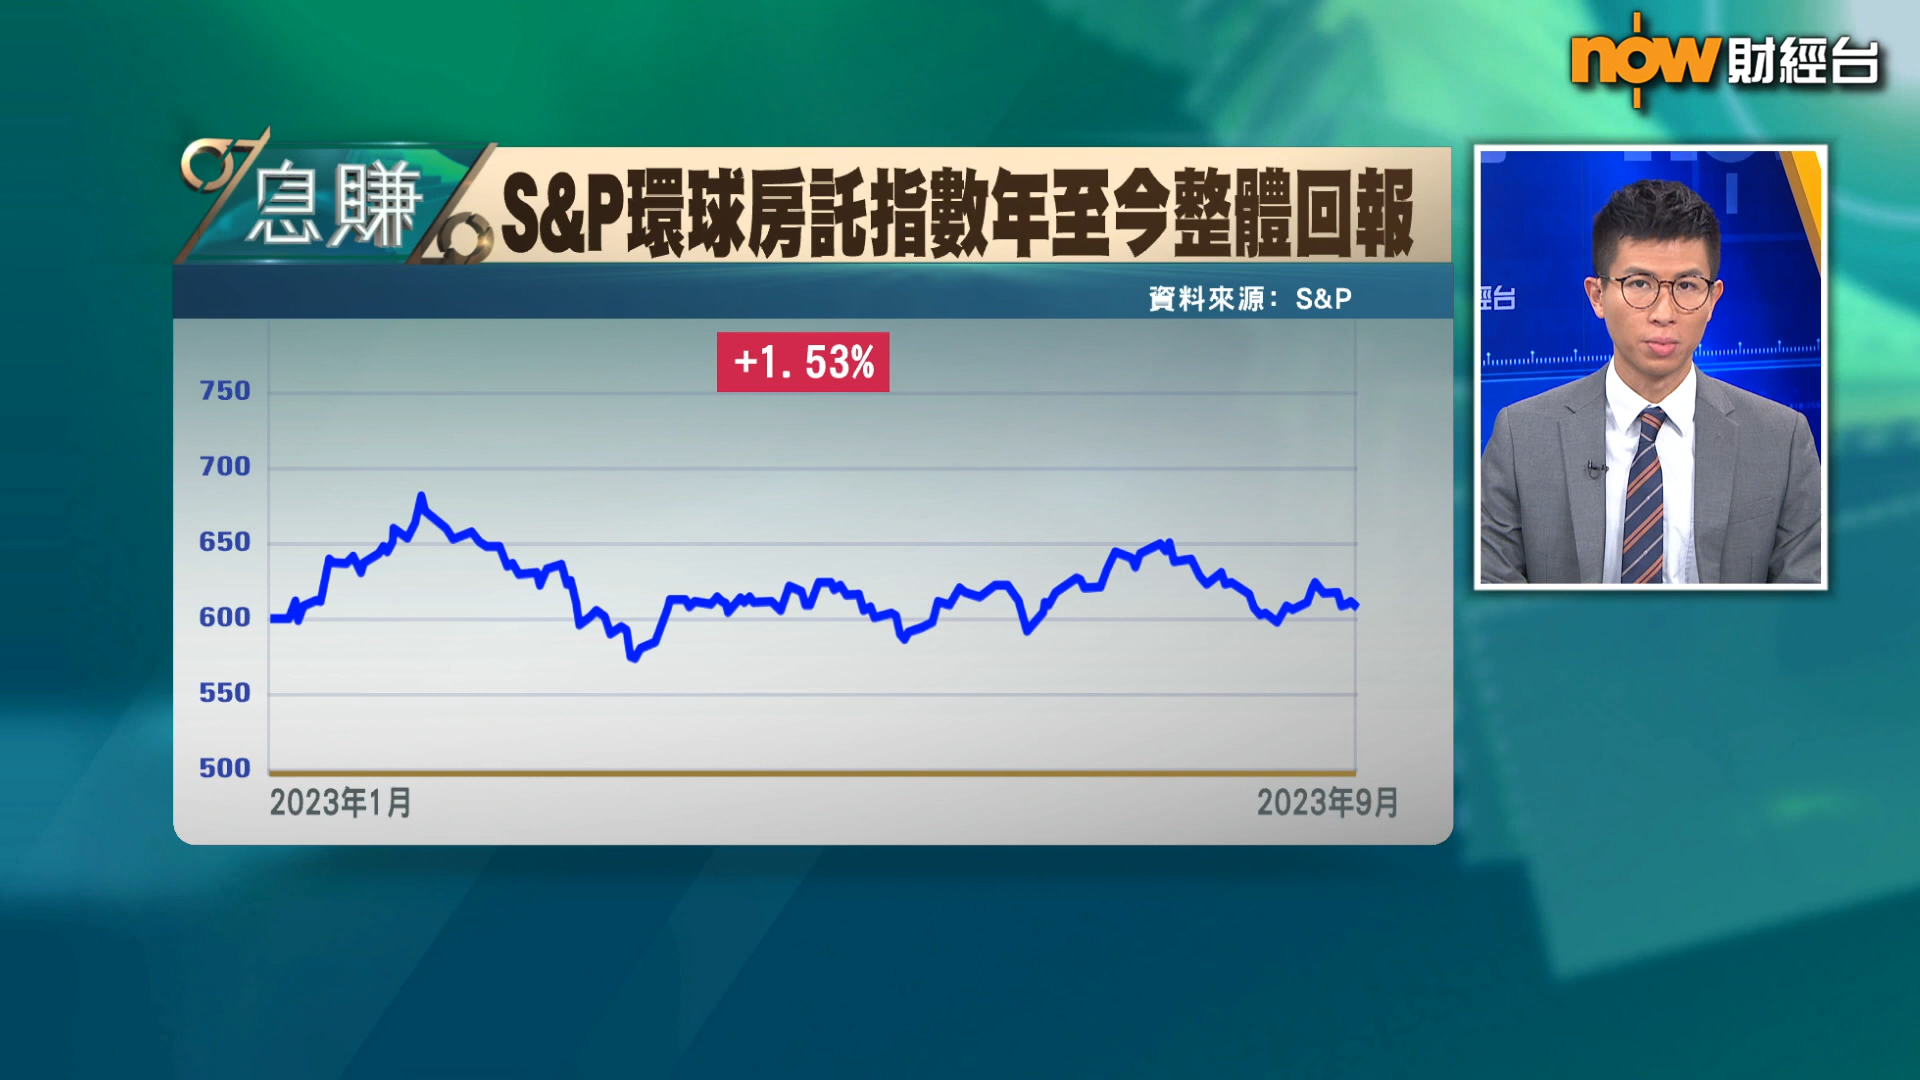 now財經台
息賺
S&P環球房託指數年至今整體回報
資料來源：S&P
+1.53%
750
700
650
600
550
500
2023年1月
2023年9月
經台